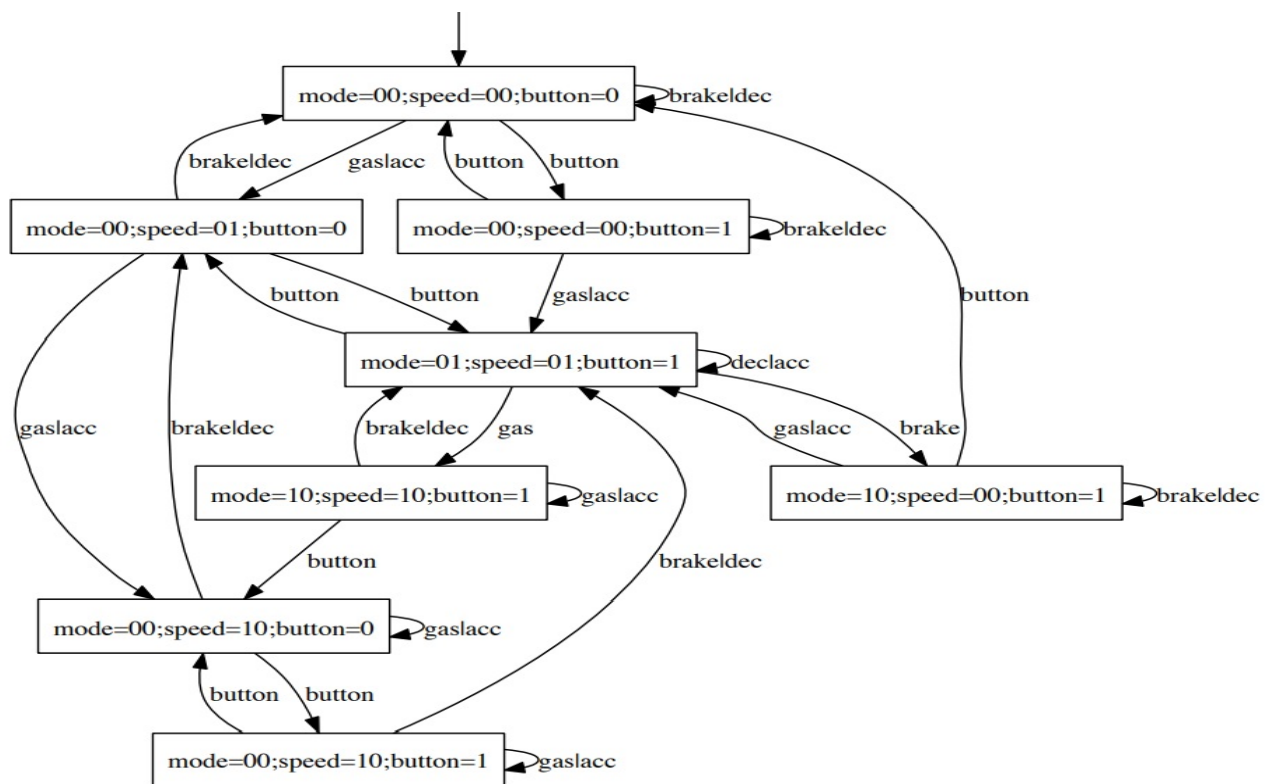 mode=00;speed=00;button=0
brake|dec
brake|dec
gas|acc
button
button
mode=00;speed=01;button=0
mode=00;speed=00;button=1
brake|dec
button
button
gas|acc
button
mode=01;speed=01;button=1
dec|acc
gas|acc
brake|dec
brake|dec
gas
gas|acc
brake
mode=10;speed=10;button=1
gas|acc
mode=10;speed=00;button=1
brake|dec
button
brake|dec
mode=00;speed=10;button=0
gas|acc
button
button
mode=00;speed=10;button=1
gas|acc